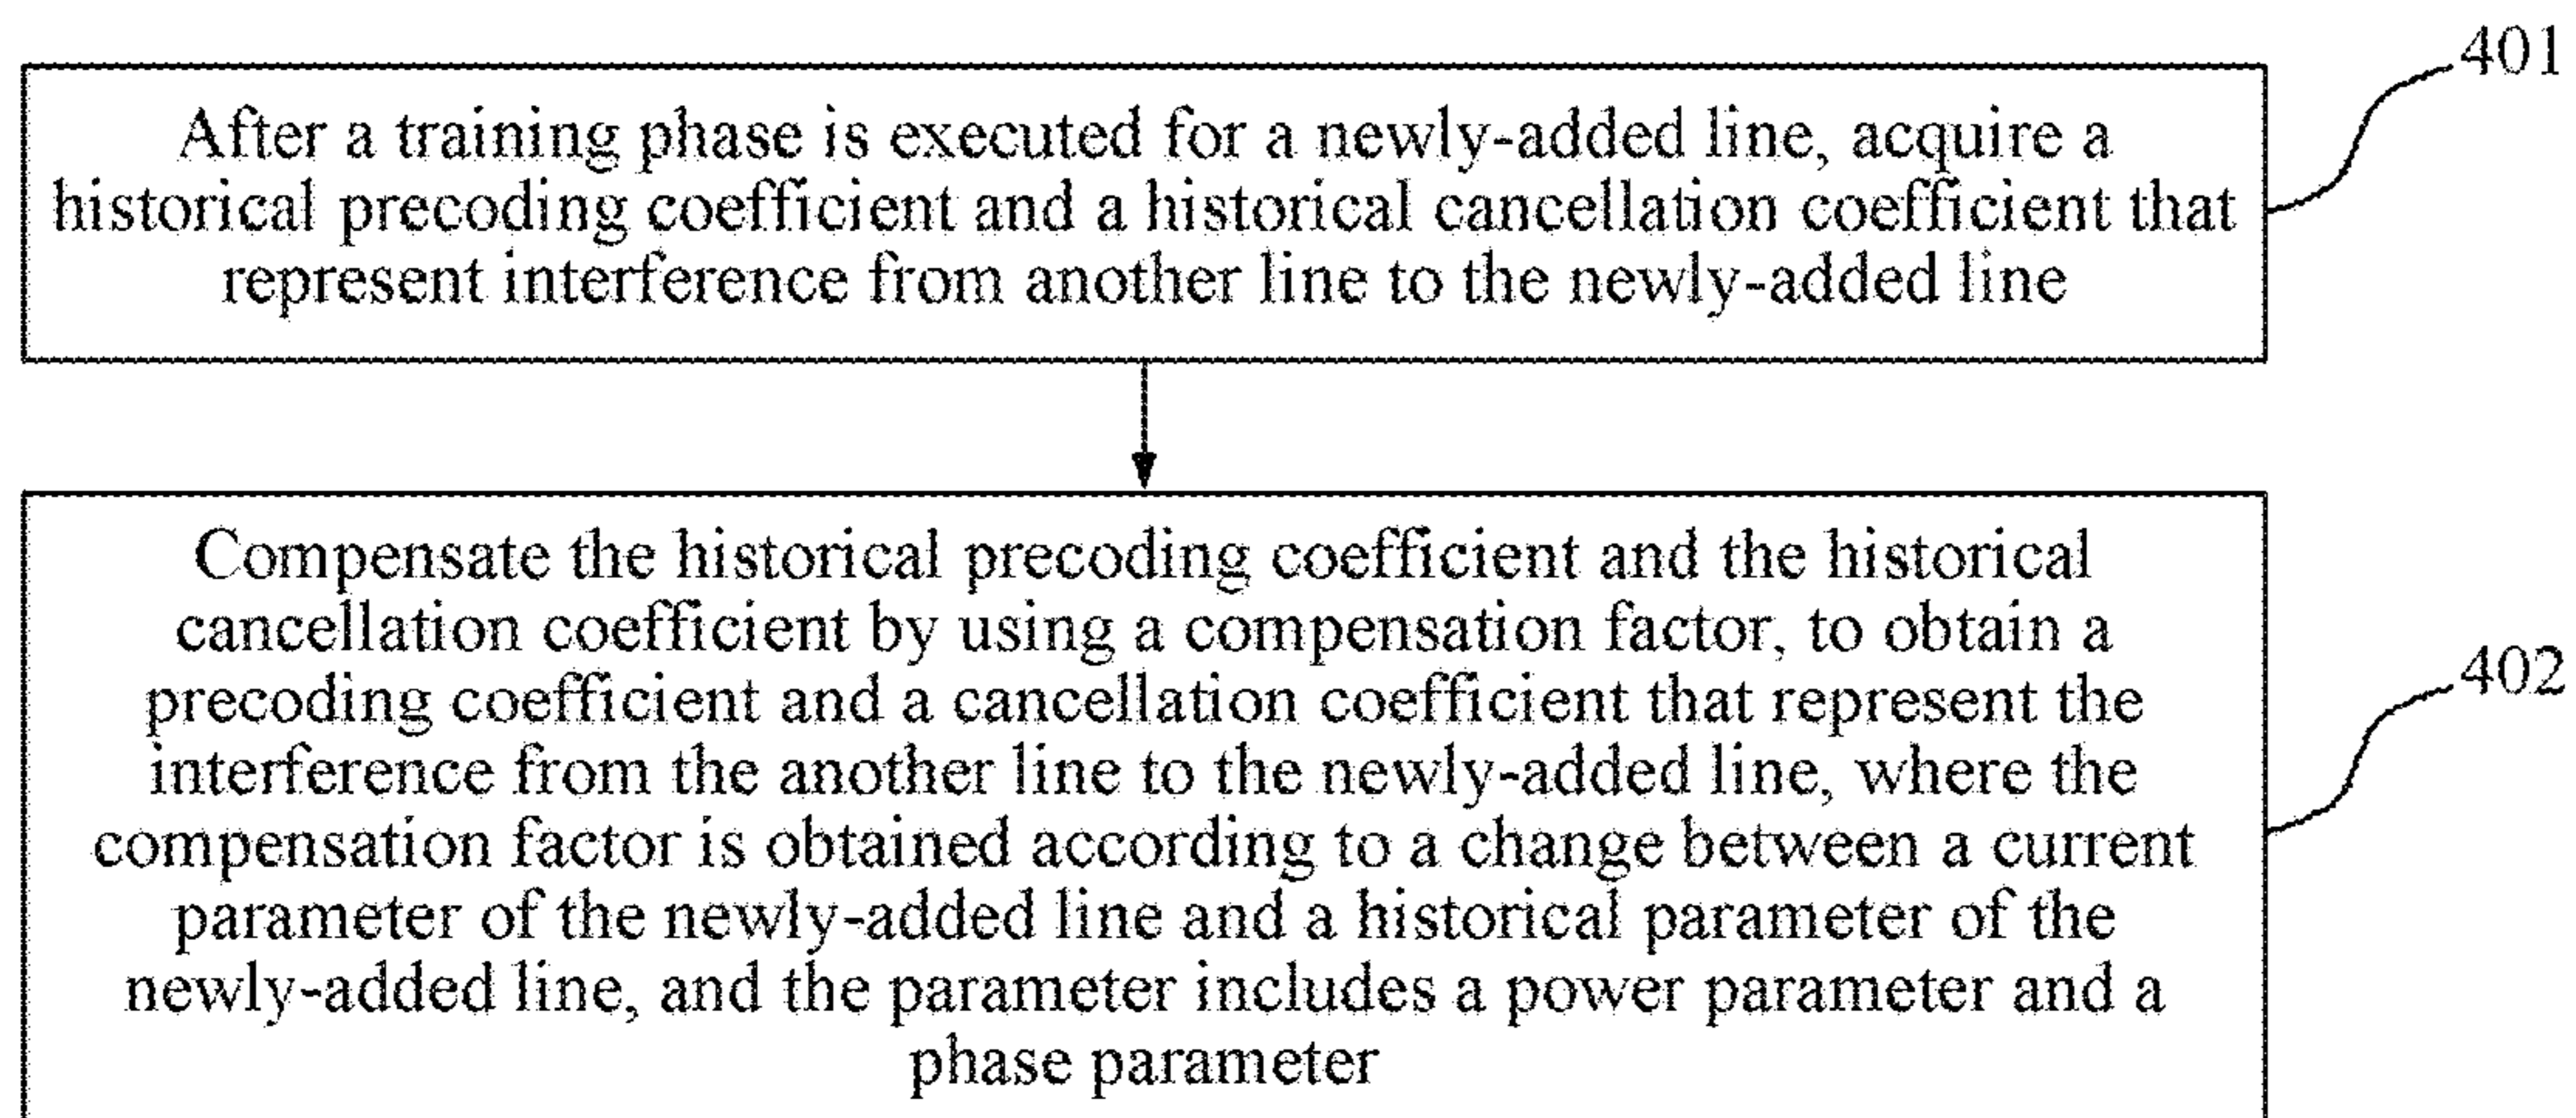 401
After a training phase is executed for a newly-added line, acquire a
historical precoding coefficient and a historical cancellation coefficient that
represent interference from another line to the newly-added line
Compensate the historical precoding coefficient and the historical
cancellation coefficient by using a compensation factor, to obtain a
precoding coefficient and a cancellation coefficient that represent the
interference from the another line to the newly-added line, where the
compensation factor is obtained according to a change between a current
parameter of the newly-added line and a historical parameter of the
newly-added line, and the parameter includes a power parameter and a
phase parameter
402